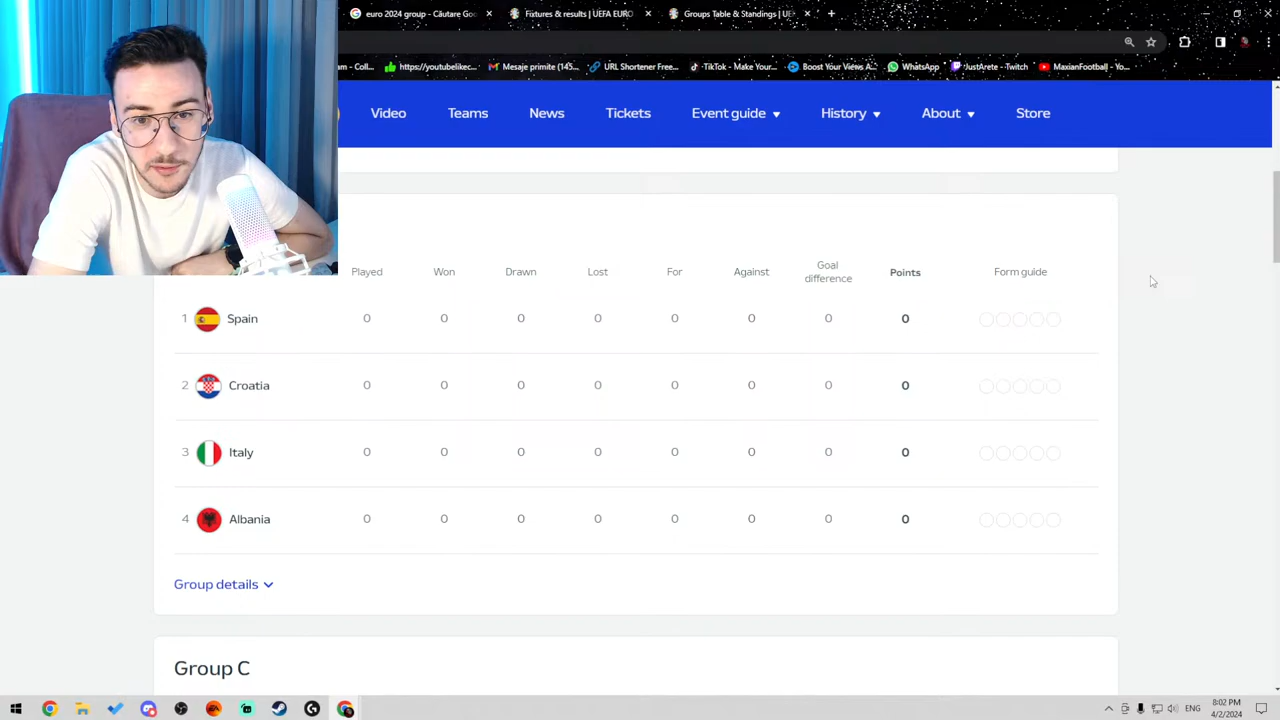 euro 2024 group - Căutare Goo
Fixtures & results | UEFA EURO
Groups Table & Standings | UE
am - Coll...
https://youtubelikec...
Mesaje primite (145...
URL Shortener Free...
TikTok - Make Your...
Boost Your Views A...
WhatsApp
JustArete - Twitch
MaxianFootball - Yo...
Video
Teams
News
Tickets
Event guide
History
About
Store
Played Won Drawn Lost For Against Goal difference Points Form guide
1 Spain 0 0 0 0 0 0 0 0
2 Croatia 0 0 0 0 0 0 0 0
3 Italy 0 0 0 0 0 0 0 0
4 Albania 0 0 0 0 0 0 0 0
Group details
Group C
ENG
8:02 PM
4/2/2024